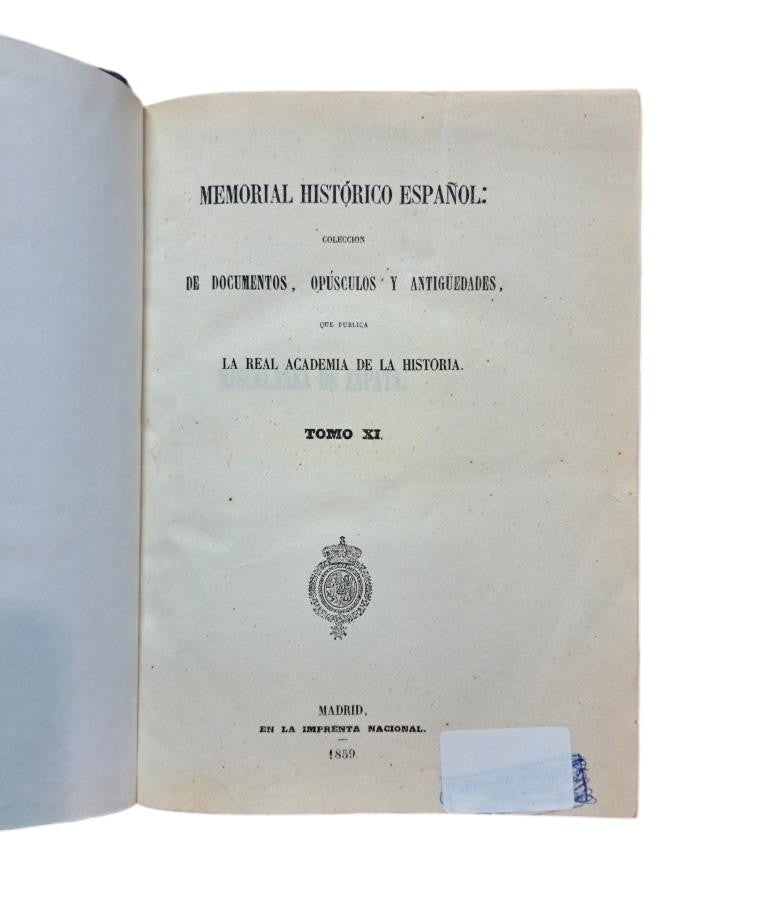 MEMORIAL HISTÓRICO ESPAÑOL:
COLECCION
DE DOCUMENTOS, OPÚSCULOS Y ANTIGÜEDADES,
QUE PUBLICA
LA REAL ACADEMIA DE LA HISTORIA.
TOMO XI.
MADRID,
EN LA IMPRENTA NACIONAL.
1859.